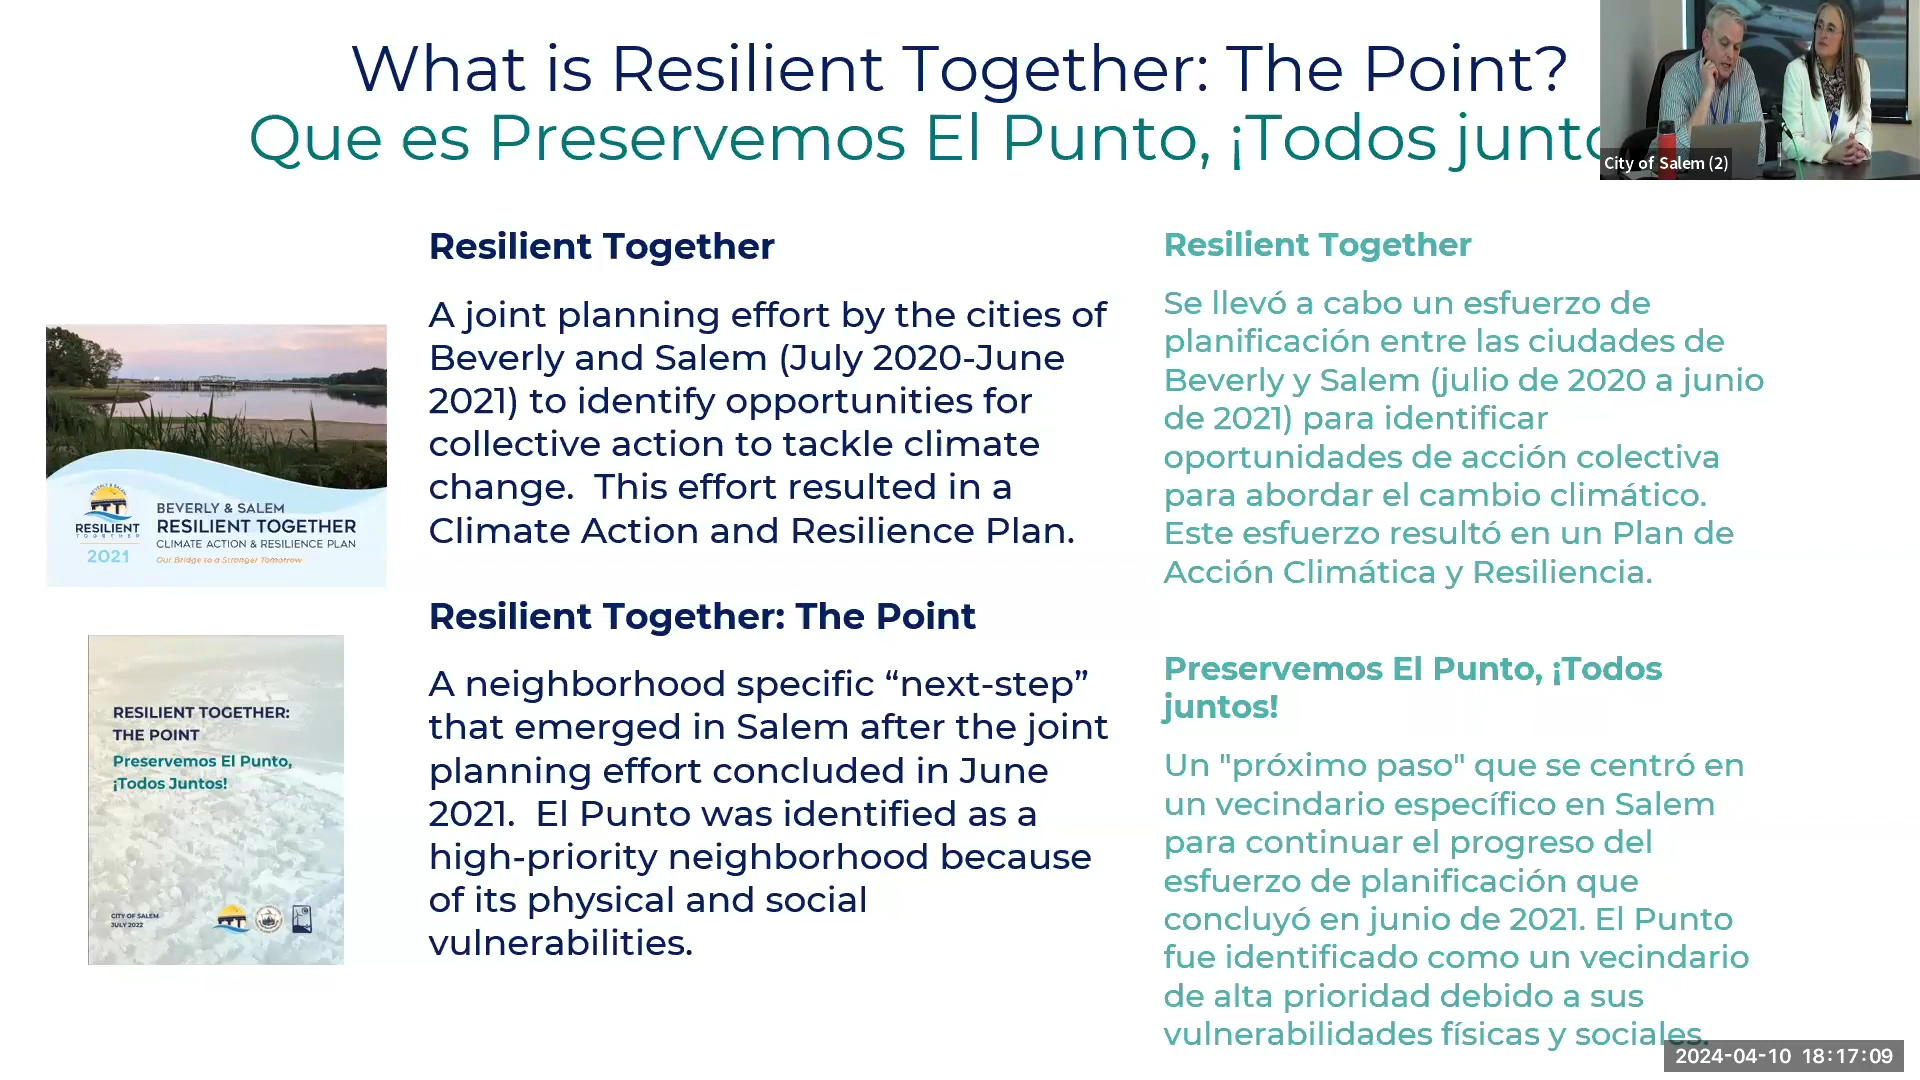 What is Resilient Together: The Point?
Que es Preservemos El Punto, ¡Todos junto
City of Salem (2)
BEVERLY & SALEM
RESILIENT TOGETHER
CLIMATE ACTION & RESILIENCE PLAN
Our Bridge to a Stronger Tomorrow
BEVERLY & SALEM
RESILIENT
TOGETHER
2021
RESILIENT TOGETHER:
THE POINT
Preservemos El Punto,
¡Todos Juntos!
CITY OF SALEM
JULY 2022
Resilient Together
A joint planning effort by the cities of
Beverly and Salem (July 2020-June
2021) to identify opportunities for
collective action to tackle climate
change.  This effort resulted in a
Climate Action and Resilience Plan.
Resilient Together: The Point
A neighborhood specific “next-step”
that emerged in Salem after the joint
planning effort concluded in June
2021.  El Punto was identified as a
high-priority neighborhood because
of its physical and social
vulnerabilities.
Resilient Together
Se llevó a cabo un esfuerzo de
planificación entre las ciudades de
Beverly y Salem (julio de 2020 a junio
de 2021) para identificar
oportunidades de acción colectiva
para abordar el cambio climático.
Este esfuerzo resultó en un Plan de
Acción Climática y Resiliencia.
Preservemos El Punto, ¡Todos
juntos!
Un "próximo paso" que se centró en
un vecindario específico en Salem
para continuar el progreso del
esfuerzo de planificación que
concluyó en junio de 2021. El Punto
fue identificado como un vecindario
de alta prioridad debido a sus
vulnerabilidades físicas y sociales.
2024-04-10 18:17:09